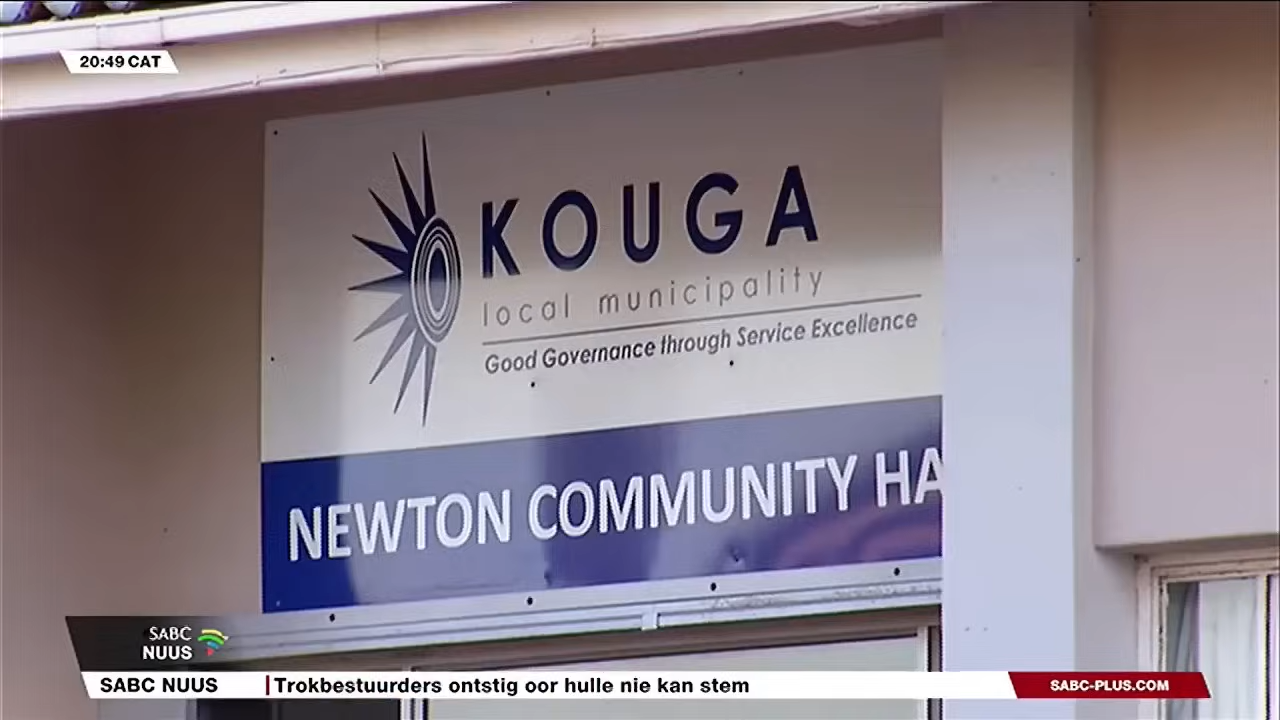 20:49 CAT
KOUGA
local municipality
Good Governance through Service Excellence
NEWTON COMMUNITY HA
SABC
NUUS
SABC NUUS
Trokbestuurders ontstig oor hulle nie kan stem
SABC-PLUS.COM